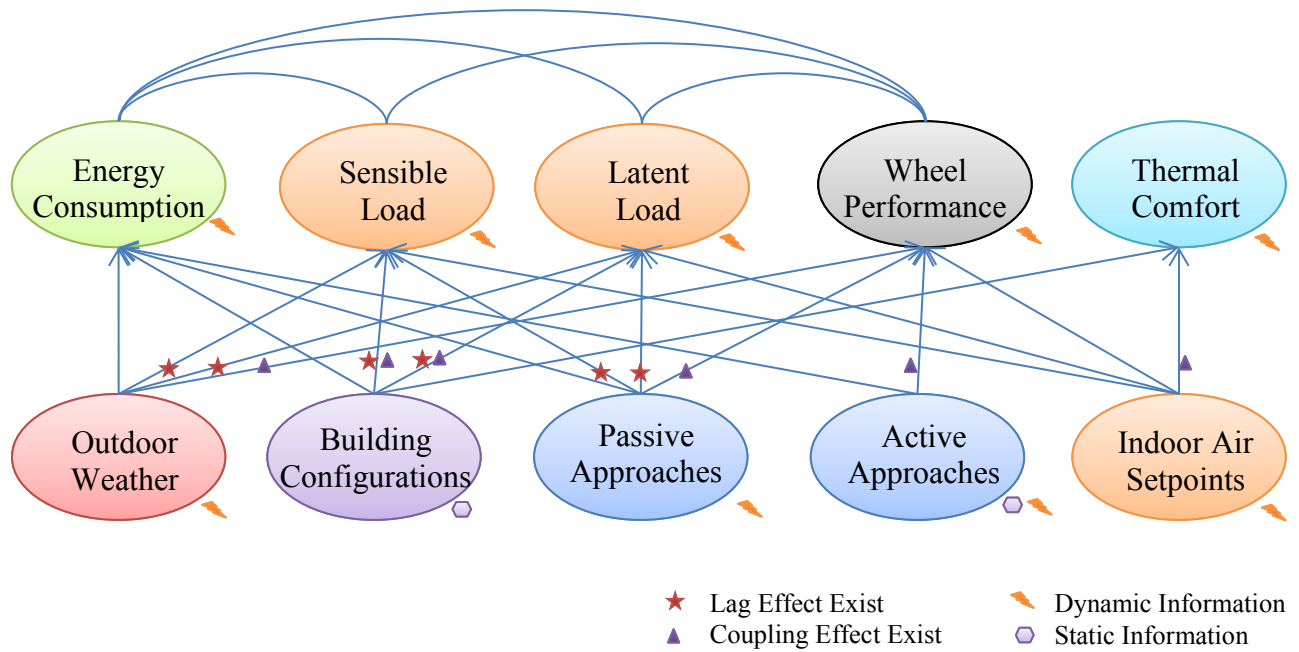 Energy
Consumption
Sensible
Load
Latent
Load
Wheel
Performance
Thermal
Comfort
Outdoor
Weather
Building
Configurations
Passive
Approaches
Active
Approaches
Indoor Air
Setpoints
Lag Effect Exist
Dynamic Information
Coupling Effect Exist
Static Information